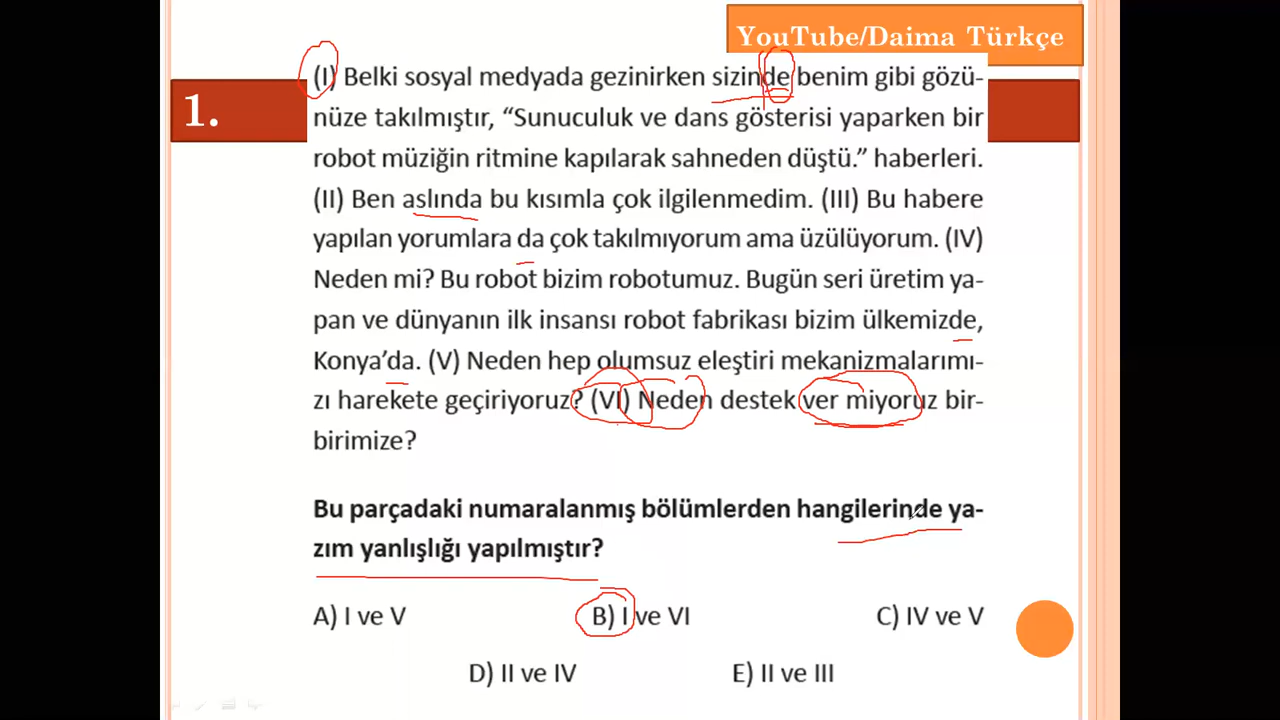 YouTube/Daima Türkçe
1.
(I) Belki sosyal medyada gezinirken sizinde benim gibi gözü-
nüze takılmıştır, “Sunuculuk ve dans gösterisi yaparken bir
robot müziğin ritmine kapılarak sahneden düştü.” haberleri.
(II) Ben aslında bu kısımla çok ilgilenmedim. (III) Bu habere
yapılan yorumlara da çok takılmıyorum ama üzülüyorum. (IV)
Neden mi? Bu robot bizim robotumuz. Bugün seri üretim ya-
pan ve dünyanın ilk insansı robot fabrikası bizim ülkemizde,
Konya’da. (V) Neden hep olumsuz eleştiri mekanizmalarımı-
zı harekete geçiriyoruz? (VI) Neden destek ver miyoruz bir-
birimize?
Bu parçadaki numaralanmış bölümlerden hangilerinde ya-
zım yanlışlığı yapılmıştır?
A) I ve V B) I ve VI C) IV ve V
D) II ve IV E) II ve III